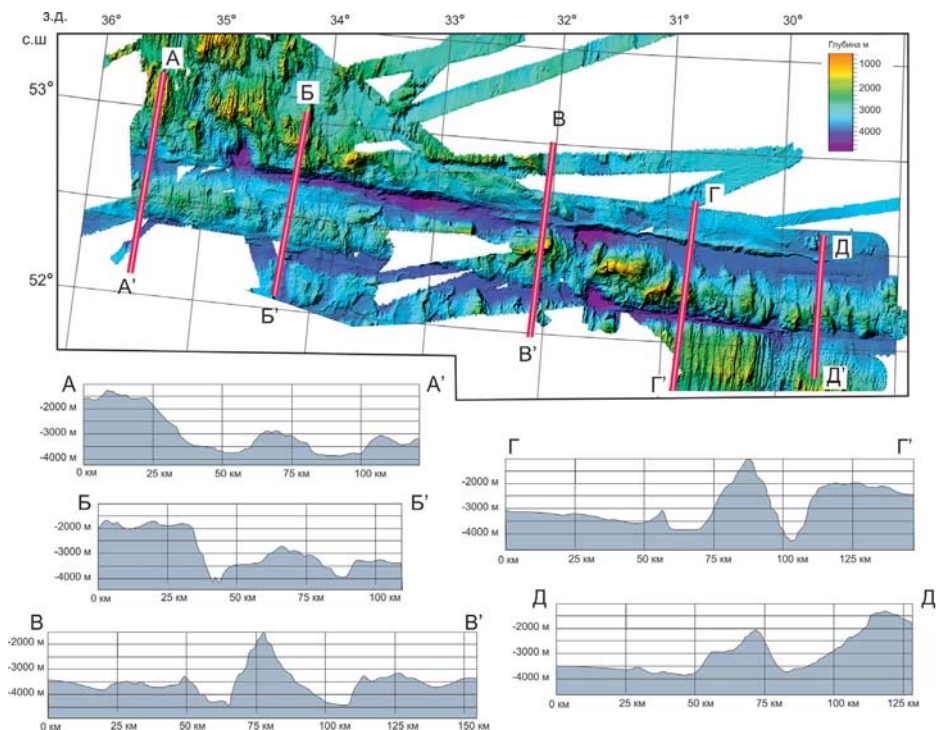 з.д. 36° 35° 34° 33° 32° 31° 30°
с.ш
53°
52°
Глубина м
1000
2000
3000
4000
А
Б
В
Г
Д
А'
Б'
В'
Г'
Д'
А А'
-2000 м
-3000 м
-4000 м
0 км 25 км 50 км 75 км 100 км
Б Б'
-2000 м
-3000 м
-4000 м
0 км 25 км 50 км 75 км 100 км
В В'
-2000 м
-3000 м
-4000 м
0 км 25 км 50 км 75 км 100 км 125 км 150 км
Г Г'
-2000 м
-3000 м
-4000 м
0 км 25 км 50 км 75 км 100 км 125 км
Д Д
-2000 м
-3000 м
-4000 м
0 км 25 км 50 км 75 км 100 км 125 км